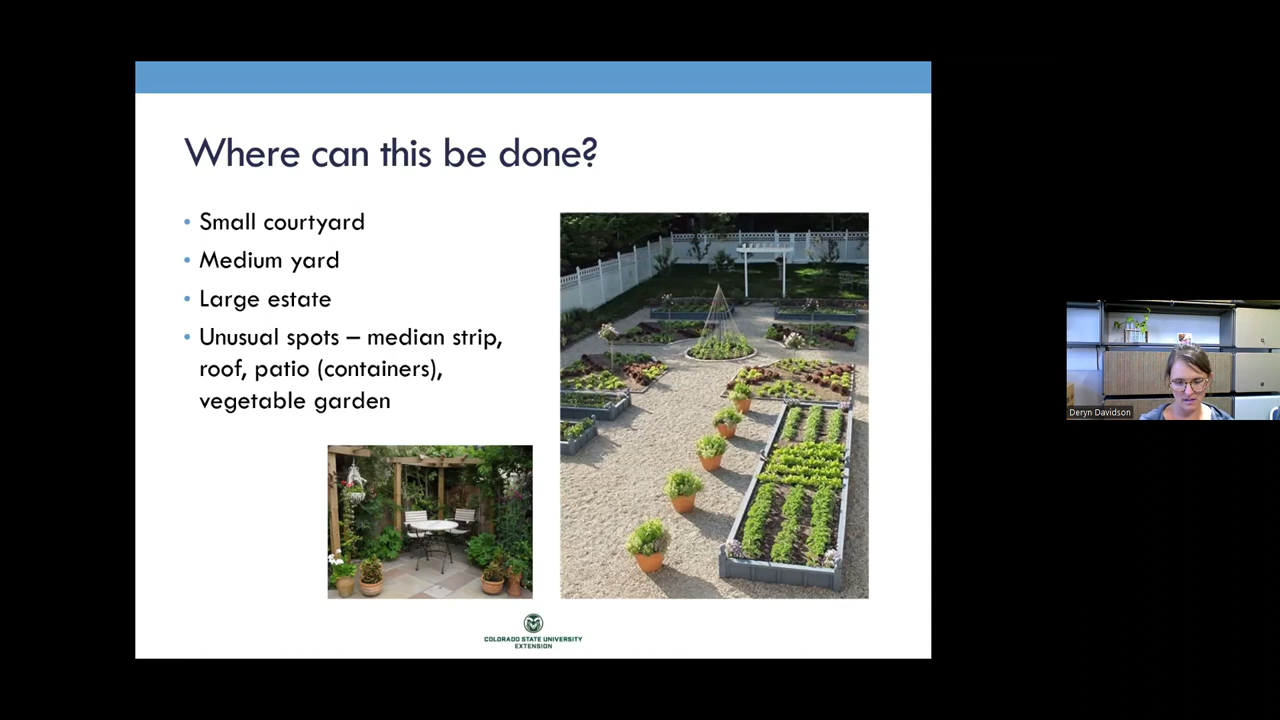 Where can this be done?
• Small courtyard
• Medium yard
• Large estate
• Unusual spots – median strip,
roof, patio (containers),
vegetable garden
COLORADO STATE UNIVERSITY
EXTENSION
Deryn Davidson